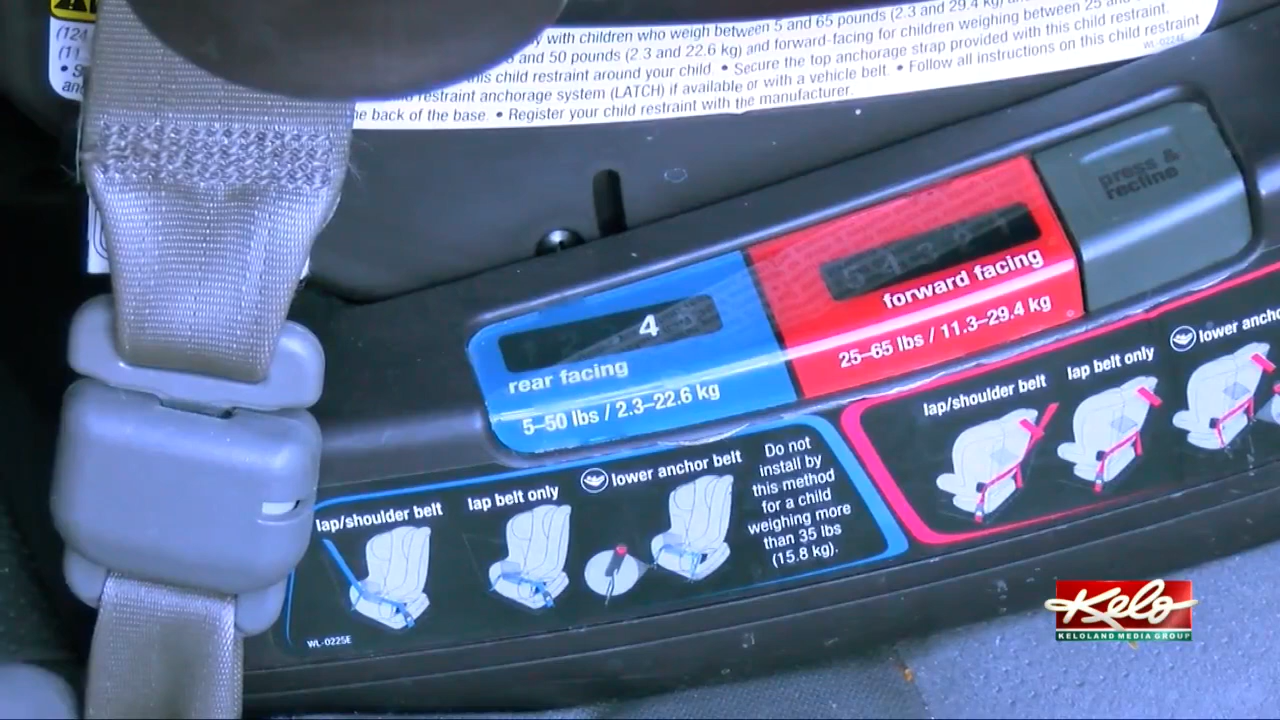 (124
y with children who weigh between 5 and 65 pounds (2.3 and 29.4 kg)
(11
and 50 pounds (2.3 and 22.6 kg) and forward-facing for children weighing between 25 and
• S
this child restraint around your child. • Secure the top anchorage strap provided with this child restraint.
an
restraint anchorage system (LATCH) if available or with a vehicle belt. • Follow all instructions on this child restraint
e back of the base. • Register your child restraint with the manufacturer.
WL-0224E
press &
recline
4
rear facing
5–50 lbs / 2.3–22.6 kg
forward facing
25–65 lbs / 11.3–29.4 kg
lap/shoulder belt
lap belt only
lower anchor belt
Do not
install by
this method
for a child
weighing more
than 35 lbs
(15.8 kg).
WL-0225E
lap/shoulder belt
lap belt only
lower ancho
Kelo
KELOLAND MEDIA GROUP